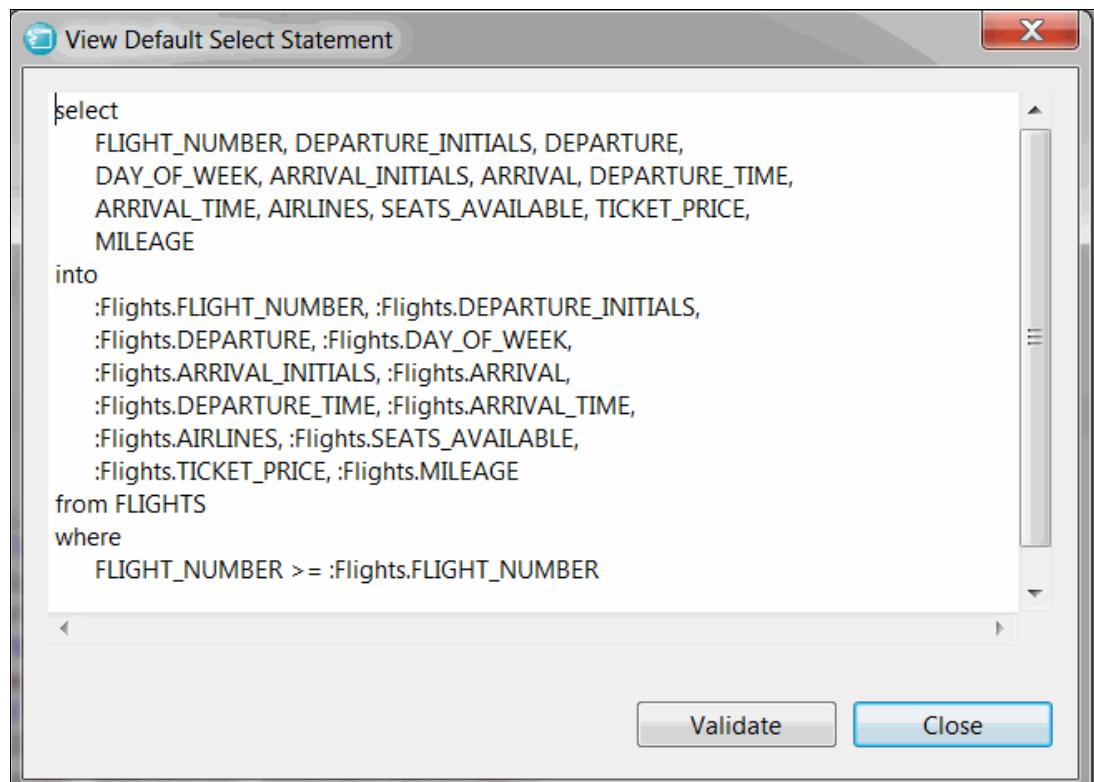 View Default Select Statement
X
select
FLIGHT_NUMBER, DEPARTURE_INITIALS, DEPARTURE,
DAY_OF_WEEK, ARRIVAL_INITIALS, ARRIVAL, DEPARTURE_TIME,
ARRIVAL_TIME, AIRLINES, SEATS_AVAILABLE, TICKET_PRICE,
MILEAGE
into
:Flights.FLIGHT_NUMBER, :Flights.DEPARTURE_INITIALS,
:Flights.DEPARTURE, :Flights.DAY_OF_WEEK,
:Flights.ARRIVAL_INITIALS, :Flights.ARRIVAL,
:Flights.DEPARTURE_TIME, :Flights.ARRIVAL_TIME,
:Flights.AIRLINES, :Flights.SEATS_AVAILABLE,
:Flights.TICKET_PRICE, :Flights.MILEAGE
from FLIGHTS
where
FLIGHT_NUMBER >= :Flights.FLIGHT_NUMBER
Validate Close